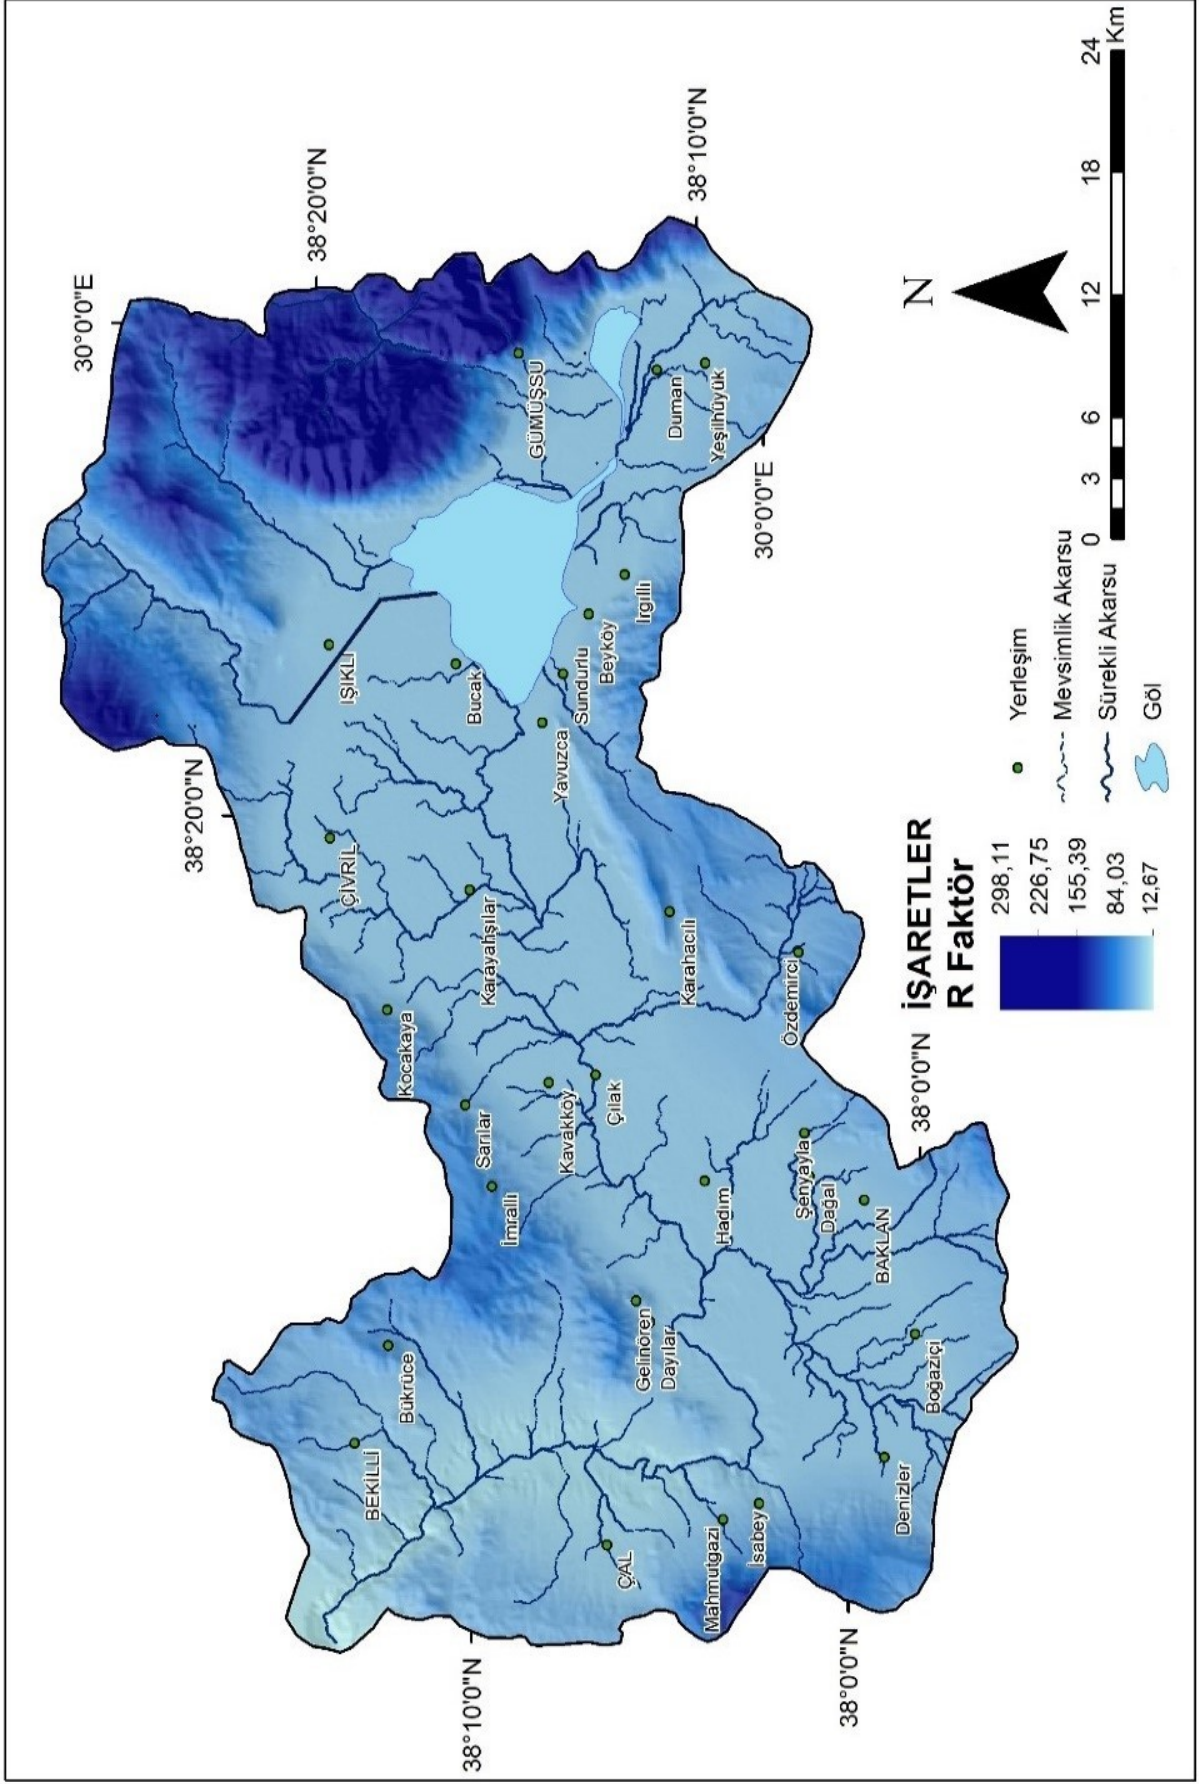 30°0'0"E
38°20'0"N
38°10'0"N
38°20'0"N
IŞIKLI
GÜMÜŞSU
Bucak
ÇİVRİL
Duman
Yeşilhüyük
Irgıllı
Beyköy
Sundurlu
Yavuzca
30°0'0"E
Karayahşılar
Kocakaya
Karahacılı
Özdemirci
Sarılar
Kavakköy
Çılak
İmrallı
Hadım
Şenyayla
Dağal
BAKLAN
38°0'0"N
Bükrüce
BEKİLLİ
Gelinören
Dayılar
Boğaziçi
Denizler
ÇAL
Mahmutgazi
İsabey
38°10'0"N
38°0'0"N
N
İŞARETLER
R Faktör
298,11
226,75
155,39
84,03
12,67
Yerleşim
Mevsimlik Akarsu
Sürekli Akarsu
Göl
0 3 6 12 18 24
Km